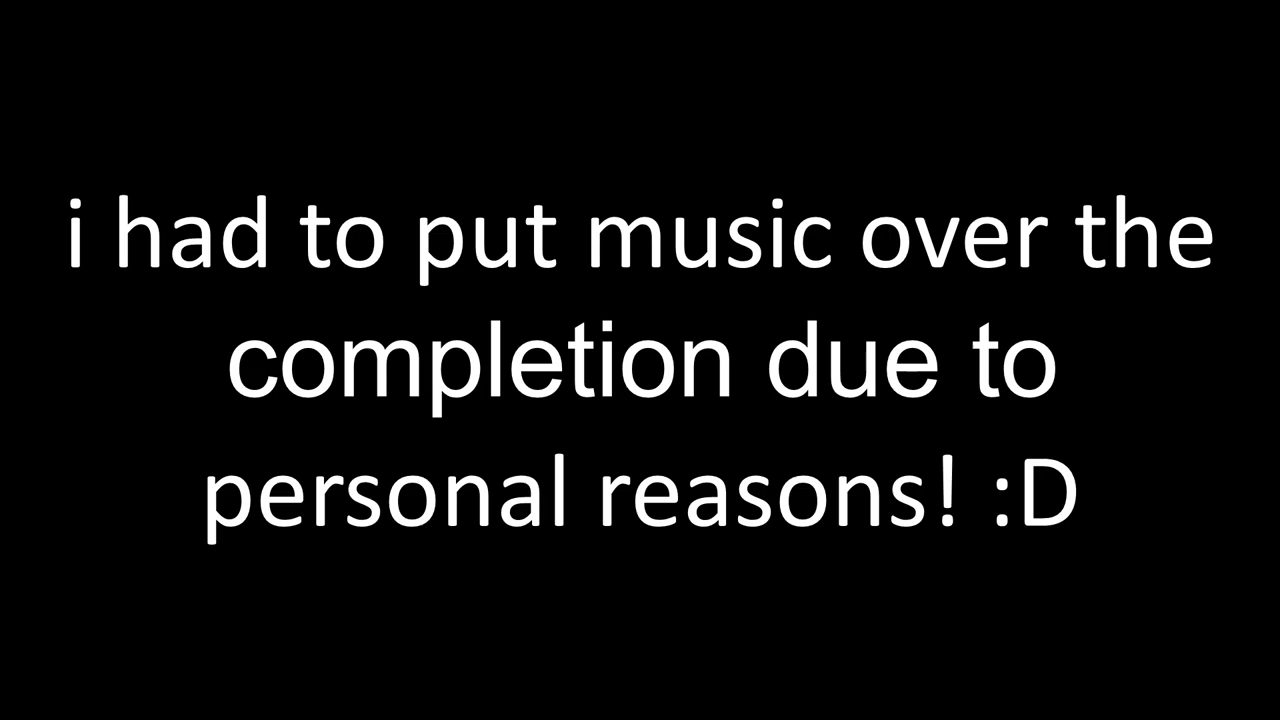 i had to put music over the
completion due to
personal reasons! :D